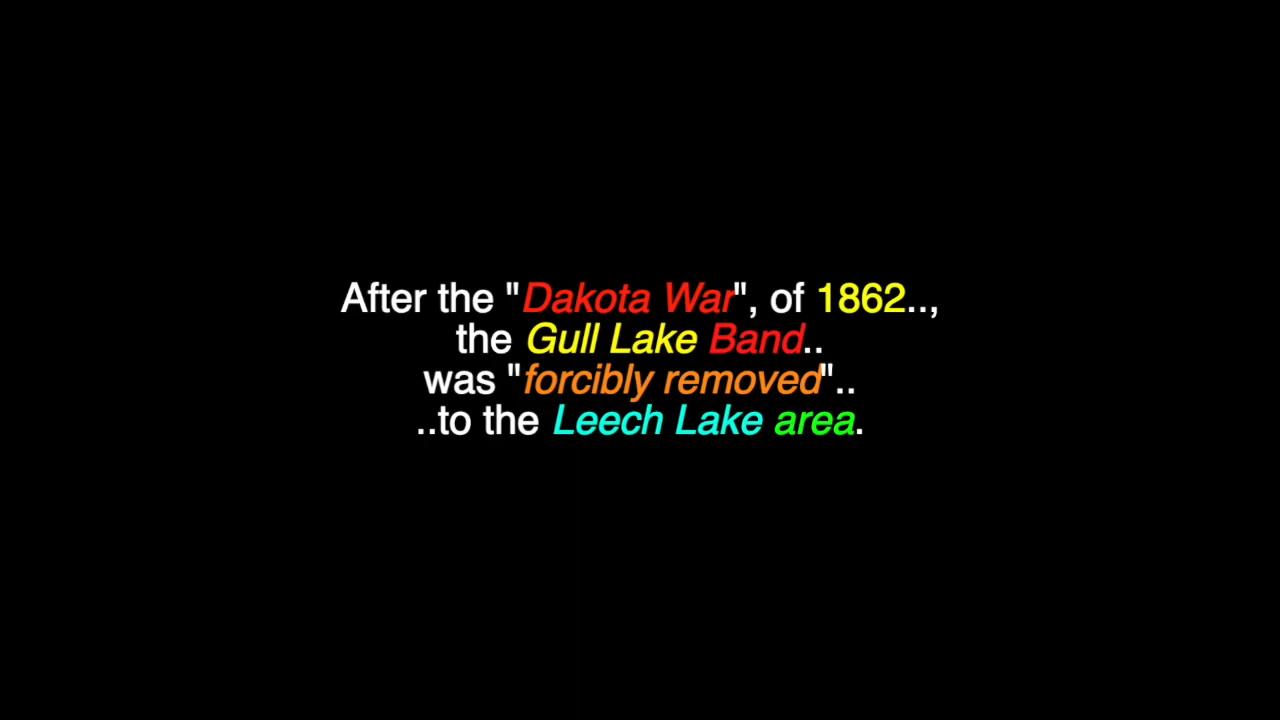 After the "Dakota War", of 1862..,
the Gull Lake Band..
was "forcibly removed"..
..to the Leech Lake area.